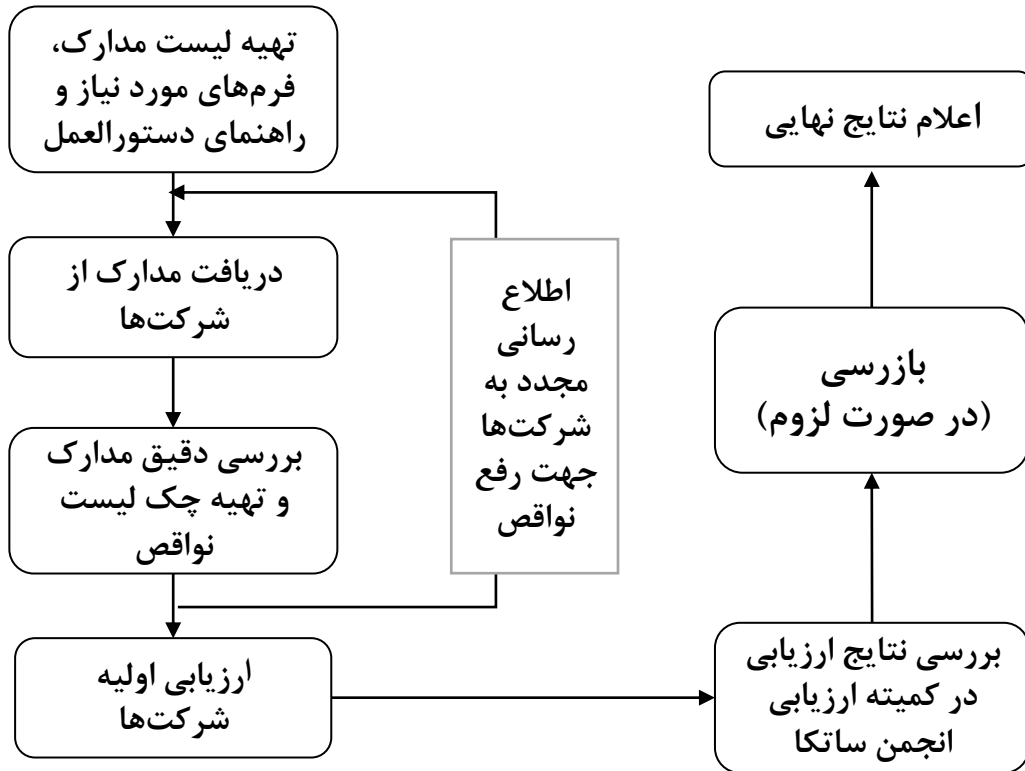 تهیه لیست مدارک،
فرم‌های مورد نیاز و
راهنمای دستورالعمل
دریافت مدارک از
شرکت‌ها
بررسی دقیق مدارک
و تهیه چک لیست
نواقص
ارزیابی اولیه
شرکت‌ها
اطلاع
رسانی
مجدد به
شرکت‌ها
جهت رفع
نواقص
بررسی نتایج ارزیابی
در کمیته ارزیابی
انجمن ساتکا
بازرسی
(در صورت لزوم)
اعلام نتایج نهایی